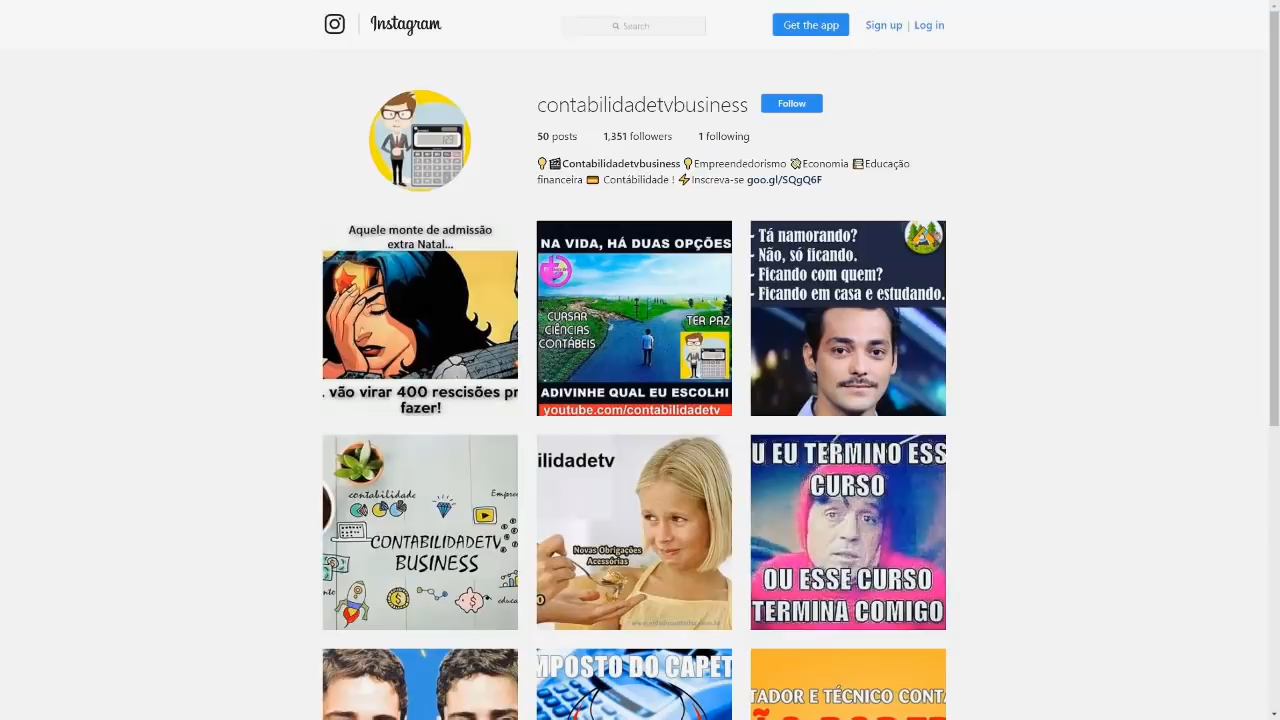 Instagram
Search
Get the app
Sign up | Log in
contabilidadetvbusiness
Follow
50 posts
1,351 followers
1 following
Contabilidadetvbusiness Empreendedorismo Economia Educação
financeira Contábilidade ! Inscreva-se goo.gl/SQgQ6F
Aquele monte de admissão
extra Natal...
. vão virar 400 rescisões pr
fazer!
NA VIDA, HÁ DUAS OPÇÕES
CURSAR
CIÊNCIAS
CONTÁBEIS
TER PAZ
ADIVINHE QUAL EU ESCOLHI
youtube.com/contabilidadetv
- Tá namorando?
- Não, só ficando.
- Ficando com quem?
- Ficando em casa e estudando.
contabilidade
Empre
CONTABILIDADETV
BUSINESS
nto
educa
ilidadetv
Novas Obrigações
Acessórias
U EU TERMINO ESS
CURSO
OU ESSE CURSO
TERMINA COMIGO
MPOSTO DO CAPET
TADOR E TÉCNICO CONTA